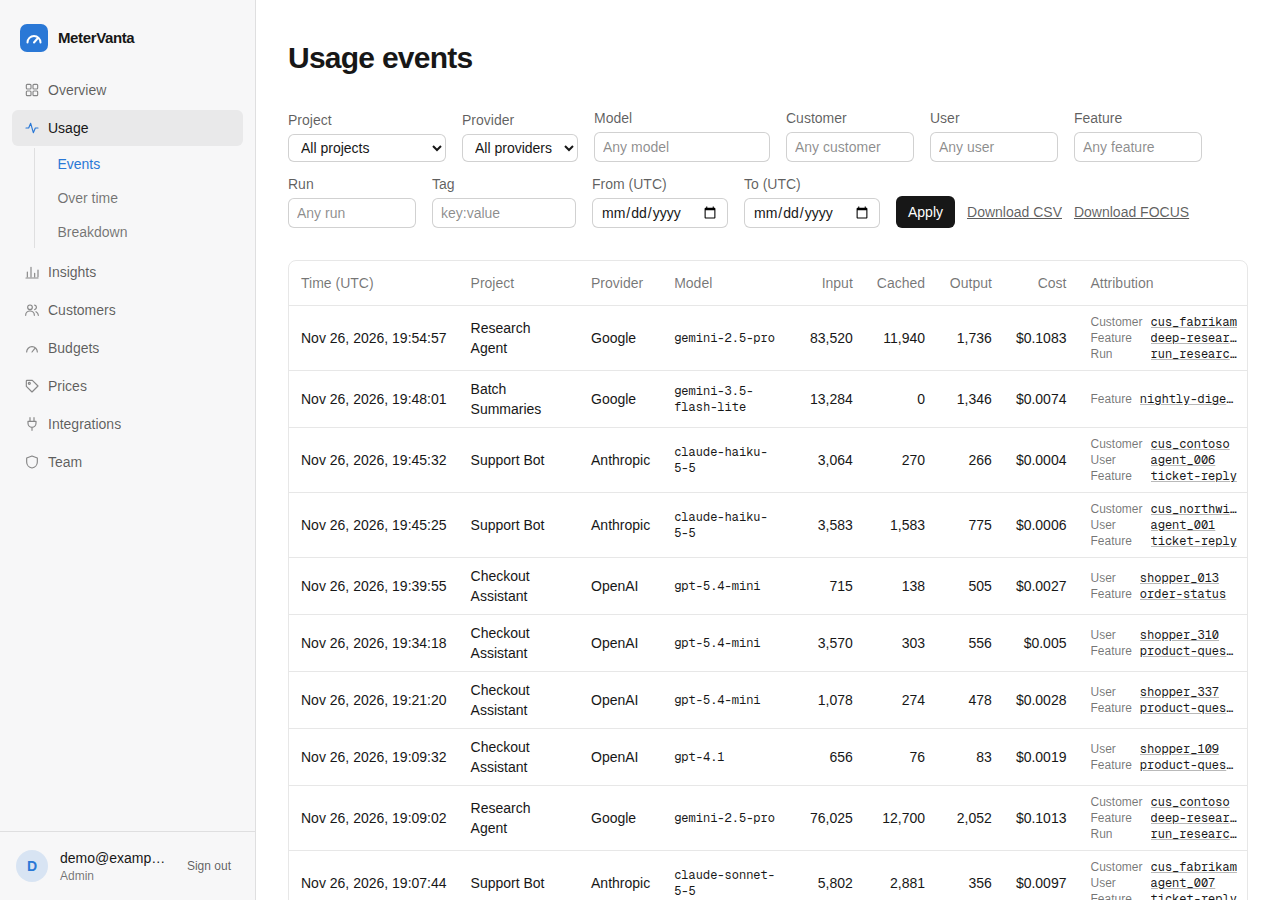 MeterVanta
Overview
Usage
Events
Over time
Breakdown
Insights
Customers
Budgets
Prices
Integrations
Team
D
demo@examp…
Admin
Sign out
Usage events
Project Provider Model Customer User Feature
All projects All providers Any model Any customer Any user Any feature
Run Tag From (UTC) To (UTC)
Any run key:value mm/dd/yyyy mm/dd/yyyy Apply Download CSV Download FOCUS
Time (UTC) Project Provider Model Input Cached Output Cost Attribution
Nov 26, 2026, 19:54:57 Research Agent Google gemini-2.5-pro 83,520 11,940 1,736 $0.1083 Customer cus_fabrikam
Feature deep-resear…
Run run_researc…
Nov 26, 2026, 19:48:01 Batch Summaries Google gemini-3.5-flash-lite 13,284 0 1,346 $0.0074 Feature nightly-dige…
Nov 26, 2026, 19:45:32 Support Bot Anthropic claude-haiku-5-5 3,064 270 266 $0.0004 Customer cus_contoso
User agent_006
Feature ticket-reply
Nov 26, 2026, 19:45:25 Support Bot Anthropic claude-haiku-5-5 3,583 1,583 775 $0.0006 Customer cus_northwi…
User agent_001
Feature ticket-reply
Nov 26, 2026, 19:39:55 Checkout Assistant OpenAI gpt-5.4-mini 715 138 505 $0.0027 User shopper_013
Feature order-status
Nov 26, 2026, 19:34:18 Checkout Assistant OpenAI gpt-5.4-mini 3,570 303 556 $0.005 User shopper_310
Feature product-ques…
Nov 26, 2026, 19:21:20 Checkout Assistant OpenAI gpt-5.4-mini 1,078 274 478 $0.0028 User shopper_337
Feature product-ques…
Nov 26, 2026, 19:09:32 Checkout Assistant OpenAI gpt-4.1 656 76 83 $0.0019 User shopper_109
Feature product-ques…
Nov 26, 2026, 19:09:02 Research Agent Google gemini-2.5-pro 76,025 12,700 2,052 $0.1013 Customer cus_contoso
Feature deep-resear…
Run run_researc…
Nov 26, 2026, 19:07:44 Support Bot Anthropic claude-sonnet-5-5 5,802 2,881 356 $0.0097 Customer cus_fabrikam
User agent_007
Feature ticket-reply